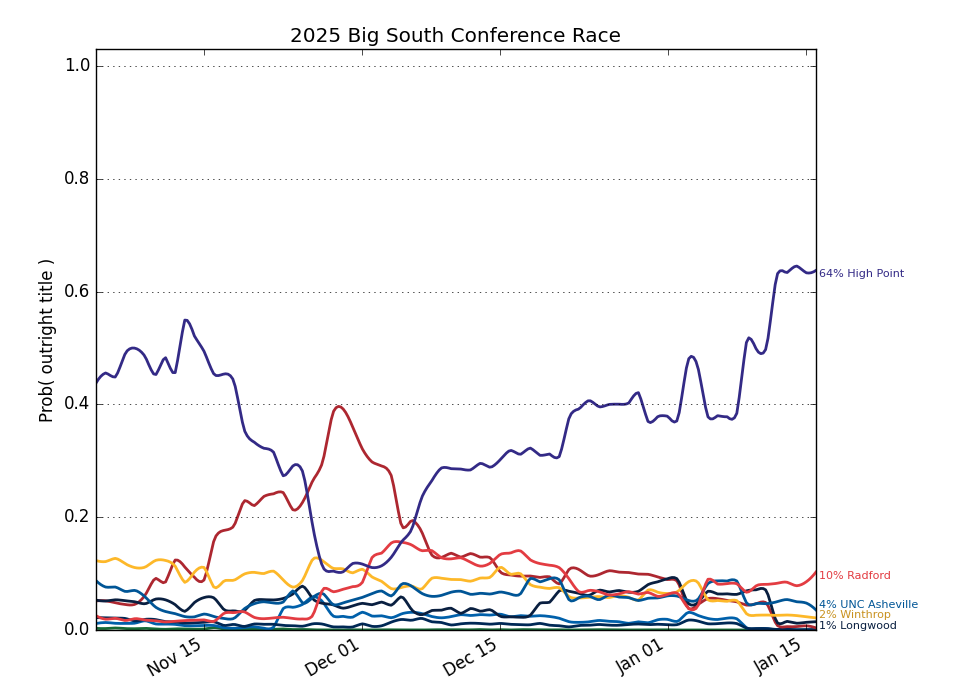 2025 Big South Conference Race
Prob( outright title )
1.0
0.8
0.6
0.4
0.2
0.0
64% High Point
10% Radford
4% UNC Asheville
2% Winthrop
1% Longwood
Nov 15
Dec 01
Dec 15
Jan 01
Jan 15